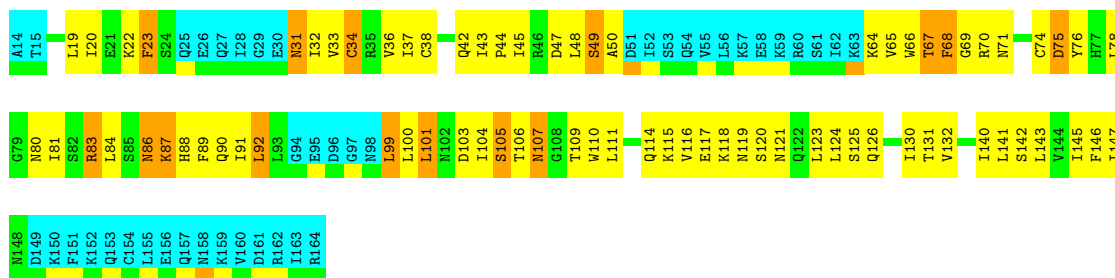 A14 T15 L19 I20 E21 K22 F23 S24 Q25 E26 Q27 I28 G29 E30 N31 I32 V33 C34 R35 V36 I37 C38 Q42 I43 P44 I45 R46 D47 L48 S49 A50 D51 I52 S53 Q54 V55 L56 K57 E58 K59 R60 S61 I62 K63 K64 V65 W66 T67 F68 G69 R70 N71 C74 D75 Y76 H77
G79 N80 I81 S82 R83 L84 S85 N86 K87 H88 F89 Q90 I91 L92 L93 G94 E95 D96 G97 N98 L99 L100 L101 N102 D103 I104 S105 T106 N107 G108 T109 W110 L111 Q114 K115 V116 E117 K118 N119 S120 N121 Q122 L123 L124 S125 Q126 I130 T131 V132 I140 L141 S142 L143 V144 I145 F146
N148 D149 K150 F151 K152 Q153 C154 L155 E156 Q157 N158 K159 V160 D161 R162 I163 R164